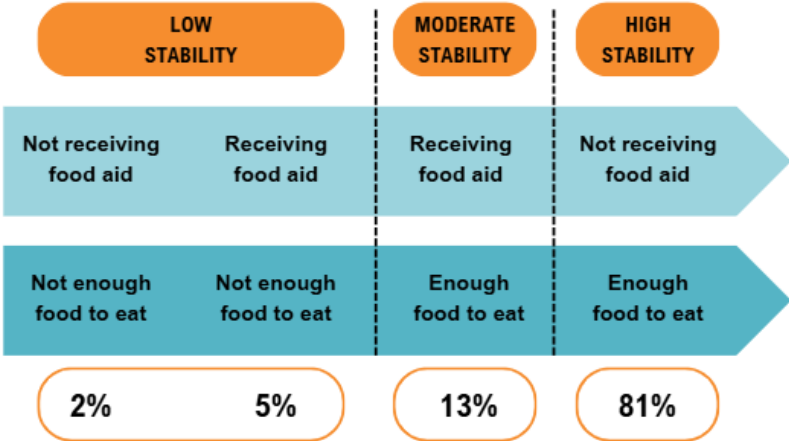 LOW
STABILITY
MODERATE
STABILITY
HIGH
STABILITY
Not receiving
food aid
Receiving
food aid
Receiving
food aid
Not receiving
food aid
Not enough
food to eat
Not enough
food to eat
Enough
food to eat
Enough
food to eat
2%
5%
13%
81%